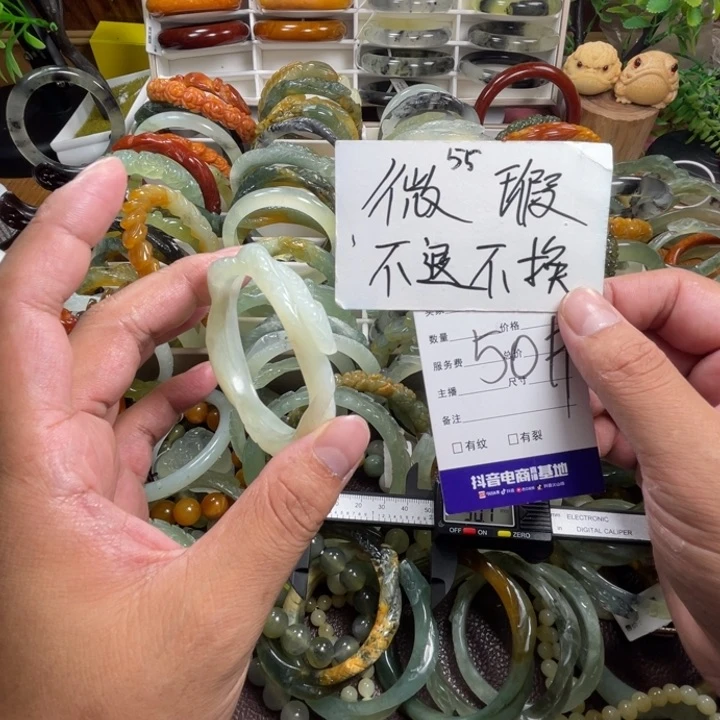 55
微 瑕
不退不换
数量 价格
服务费 总价
50
主播 尺寸
备注
□有纹 □有裂
抖音电商 基地
OFF ON ZERO
ELECTRONIC
DIGITAL CALIPER